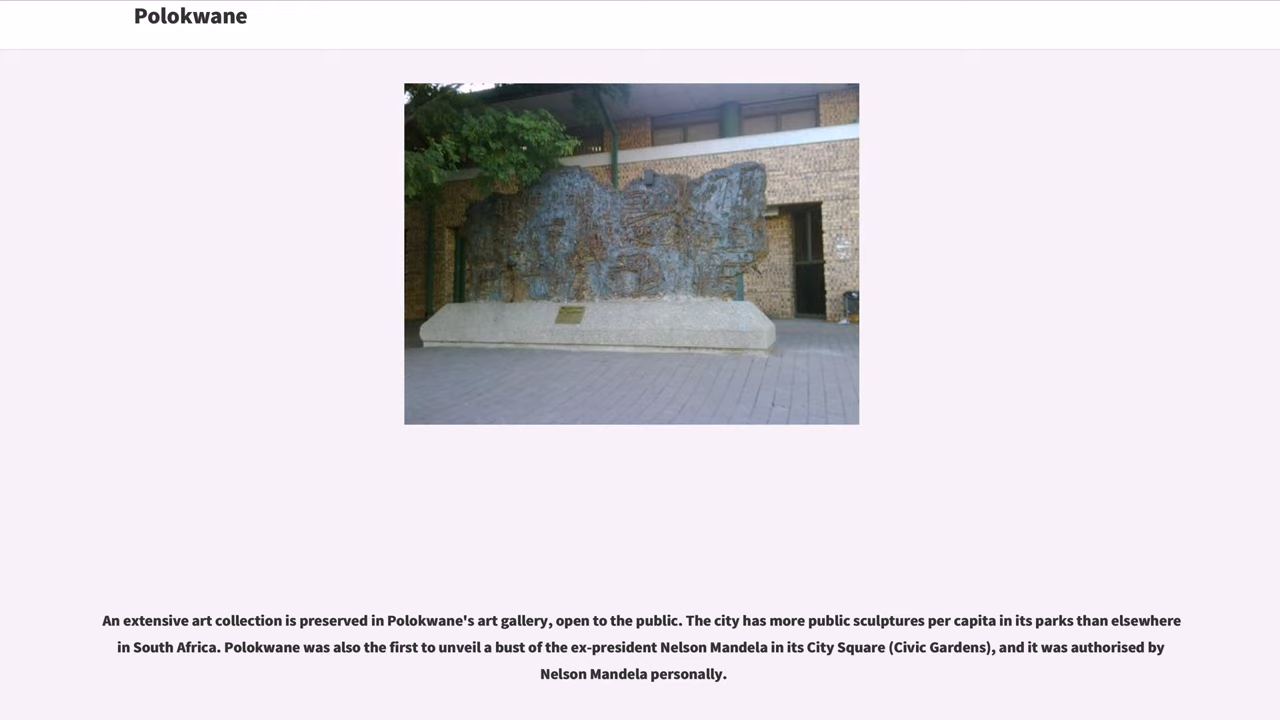 Polokwane
An extensive art collection is preserved in Polokwane's art gallery, open to the public. The city has more public sculptures per capita in its parks than elsewhere
in South Africa. Polokwane was also the first to unveil a bust of the ex-president Nelson Mandela in its City Square (Civic Gardens), and it was authorised by
Nelson Mandela personally.